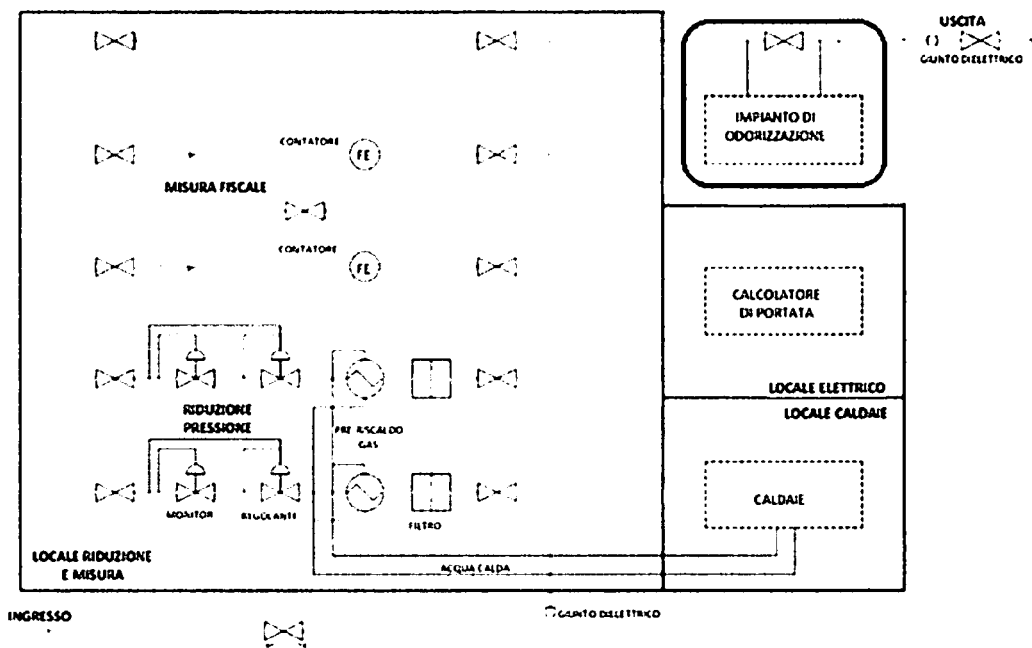 USCITA
GIUNTO DIELETTRICO
IMPIANTO DI
ODORIZZAZIONE
CONTATORE
FE
MISURA FISCALE
CONTATORE
FE
CALCOLATORE
DI PORTATA
LOCALE ELETTRICO
LOCALE CALDAIE
RIDUZIONE
PRESSIONE
PRE RISCALDO
GAS
MONITOR
REGOLANTE
FILTRO
CALDAIE
LOCALE RIDUZIONE
E MISURA
ACQUA CALDA
INGRESSO
GIUNTO DIELETTRICO